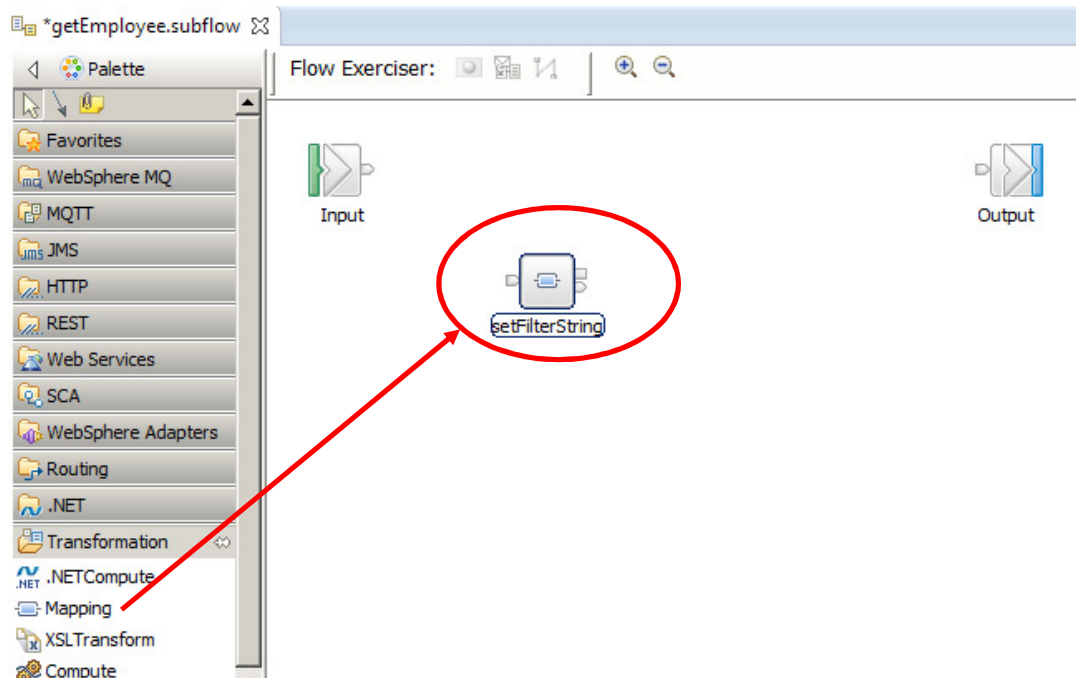 *getEmployee.subflow
Palette
Flow Exerciser:
Favorites
WebSphere MQ
MQTT
JMS
HTTP
REST
Web Services
SCA
WebSphere Adapters
Routing
.NET
Transformation
.NETCompute
Mapping
XSLTransform
Compute
Input
Output
setFilterString